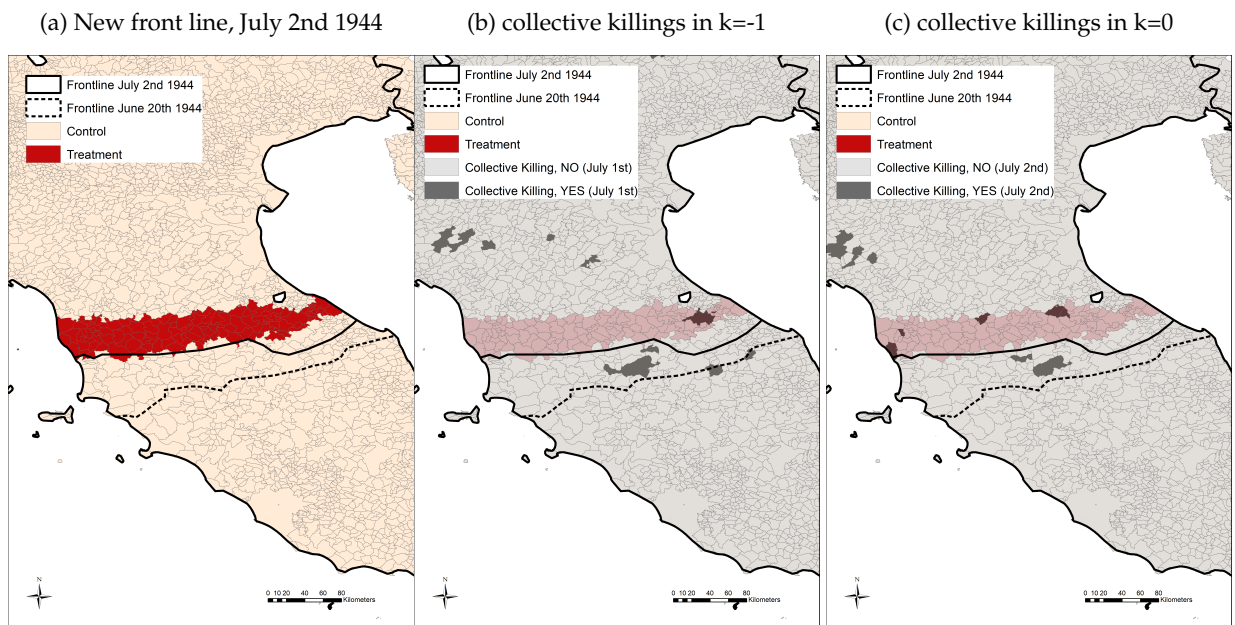 (a) New front line, July 2nd 1944
Frontline July 2nd 1944
Frontline June 20th 1944
Control
Treatment
N
0 10 20 40 60 80
Kilometers
(b) collective killings in k=-1
Frontline July 2nd 1944
Frontline June 20th 1944
Control
Treatment
Collective Killing, NO (July 1st)
Collective Killing, YES (July 1st)
N
0 10 20 40 60 80
Kilometers
(c) collective killings in k=0
Frontline July 2nd 1944
Frontline June 20th 1944
Control
Treatment
Collective Killing, NO (July 2nd)
Collective Killing, YES (July 2nd)
N
0 10 20 40 60 80
Kilometers